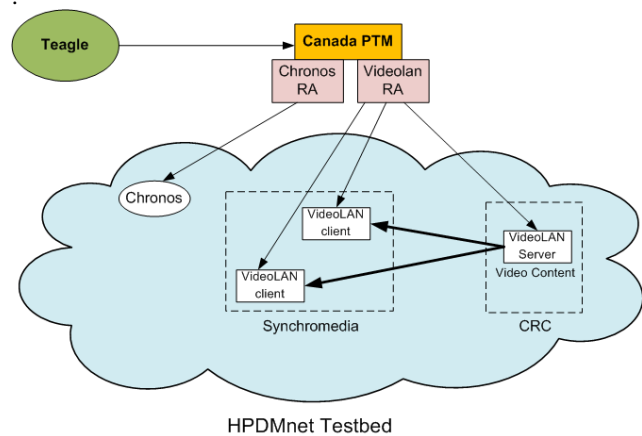 Teagle
Canada PTM
Chronos
RA
Videolan
RA
Chronos
VideoLAN
client
VideoLAN
client
VideoLAN
Server
Video Content
Synchromedia
CRC
HPDMnet Testbed